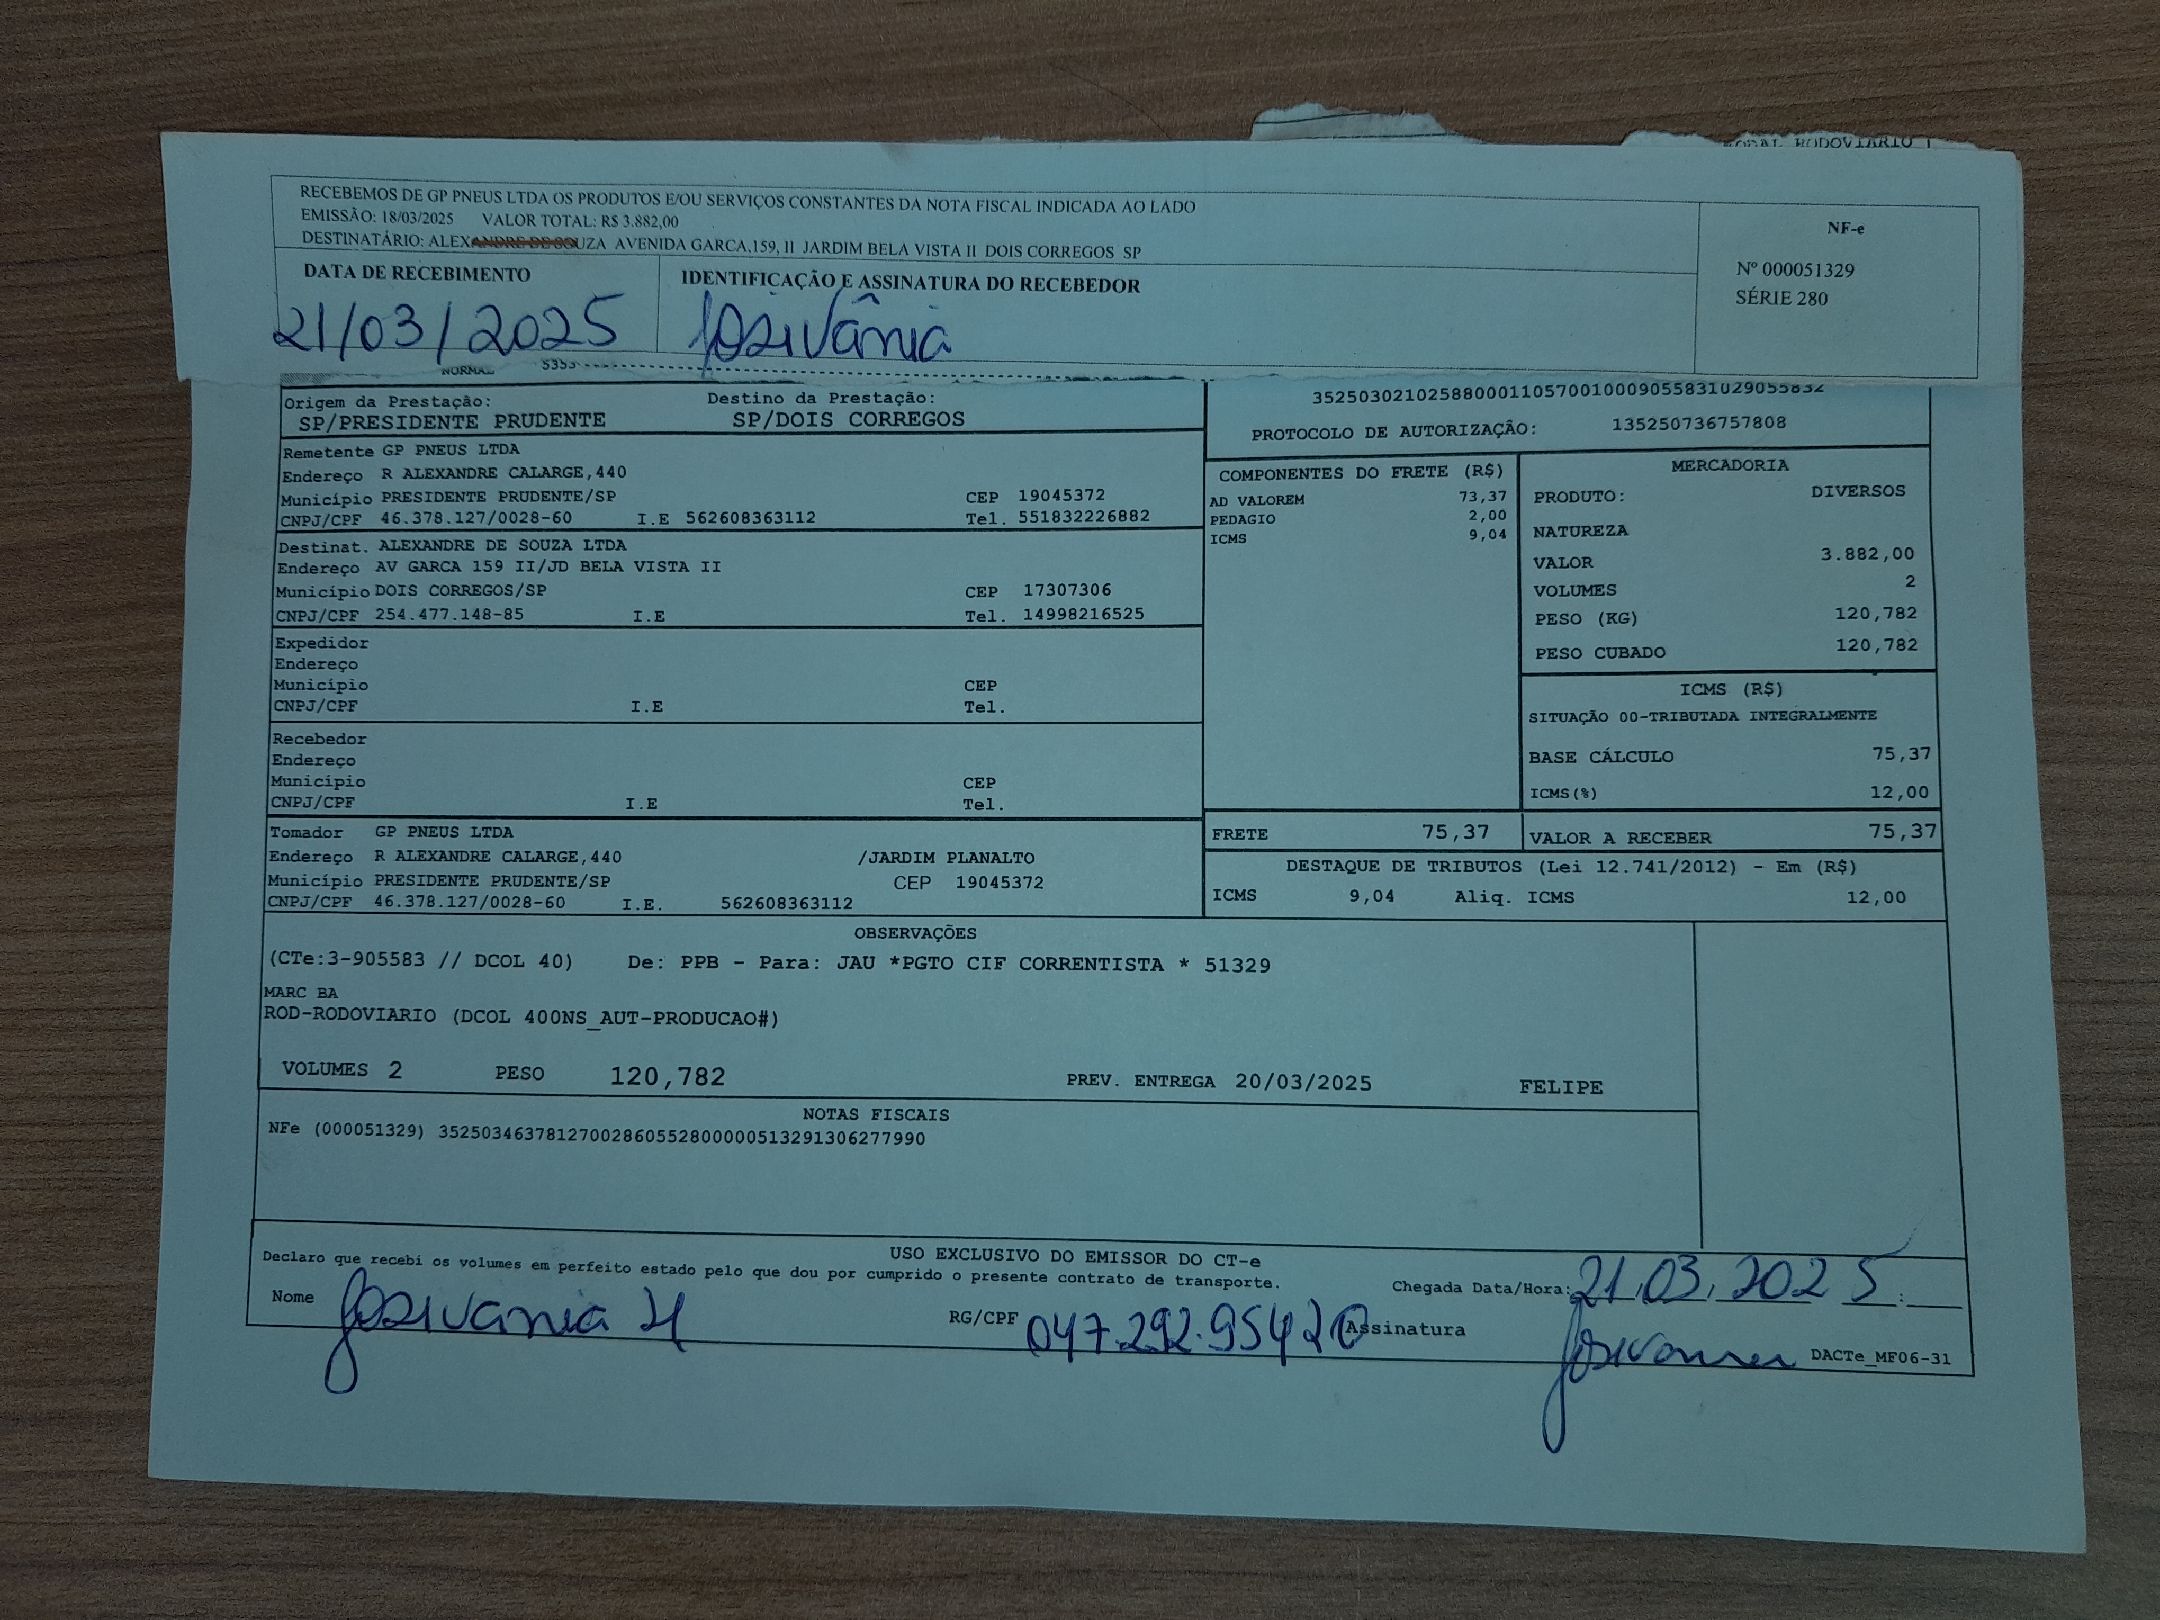 RODOVIARIO
RECEBEMOS DE GP PNEUS LTDA OS PRODUTOS E/OU SERVIÇOS CONSTANTES DA NOTA FISCAL INDICADA AO LADO
EMISSÃO: 18/03/2025 VALOR TOTAL: R$ 3.882,00
DESTINATÁRIO: ALEXANDRE DE SOUZA AVENIDA GARCA,159, II JARDIM BELA VISTA II DOIS CORREGOS SP
NF-e
Nº 000051329
SÉRIE 280
DATA DE RECEBIMENTO IDENTIFICAÇÃO E ASSINATURA DO RECEBEDOR
21/03/2025 Josivânia
NORMAL 5353
Origem da Prestação: Destino da Prestação:
SP/PRESIDENTE PRUDENTE SP/DOIS CORREGOS
35250302102588000110570010009055831029055832
PROTOCOLO DE AUTORIZAÇÃO: 135250736757808
Remetente GP PNEUS LTDA
Endereço R ALEXANDRE CALARGE,440
Município PRESIDENTE PRUDENTE/SP CEP 19045372
CNPJ/CPF 46.378.127/0028-60 I.E 562608363112 Tel. 551832226882
Destinat. ALEXANDRE DE SOUZA LTDA
Endereço AV GARCA 159 II/JD BELA VISTA II
Município DOIS CORREGOS/SP CEP 17307306
CNPJ/CPF 254.477.148-85 I.E Tel. 14998216525
Expedidor
Endereço
Município CEP
CNPJ/CPF I.E Tel.
Recebedor
Endereço
Município CEP
CNPJ/CPF I.E Tel.
Tomador GP PNEUS LTDA
Endereço R ALEXANDRE CALARGE,440 /JARDIM PLANALTO
Município PRESIDENTE PRUDENTE/SP CEP 19045372
CNPJ/CPF 46.378.127/0028-60 I.E. 562608363112
COMPONENTES DO FRETE (R$)
AD VALOREM 73,37
PEDAGIO 2,00
ICMS 9,04
MERCADORIA
PRODUTO: DIVERSOS
NATUREZA
VALOR 3.882,00
VOLUMES 2
PESO (KG) 120,782
PESO CUBADO 120,782
ICMS (R$)
SITUAÇÃO 00-TRIBUTADA INTEGRALMENTE
BASE CÁLCULO 75,37
ICMS(%) 12,00
FRETE 75,37 VALOR A RECEBER 75,37
DESTAQUE DE TRIBUTOS (Lei 12.741/2012) - Em (R$)
ICMS 9,04 Aliq. ICMS 12,00
OBSERVAÇÕES
(CTe:3-905583 // DCOL 40) De: PPB - Para: JAU *PGTO CIF CORRENTISTA * 51329
MARC BA
ROD-RODOVIARIO (DCOL 400NS_AUT-PRODUCAO#)
VOLUMES 2 PESO 120,782 PREV. ENTREGA 20/03/2025 FELIPE
NOTAS FISCAIS
NFe (000051329) 35250346378127002860552800000513291306277990
USO EXCLUSIVO DO EMISSOR DO CT-e
Declaro que recebi os volumes em perfeito estado pelo que dou por cumprido o presente contrato de transporte.
Chegada Data/Hora: 21.03.2025
Nome Josivania H RG/CPF 047.292.954 20 Assinatura
DACTe_MF06-31